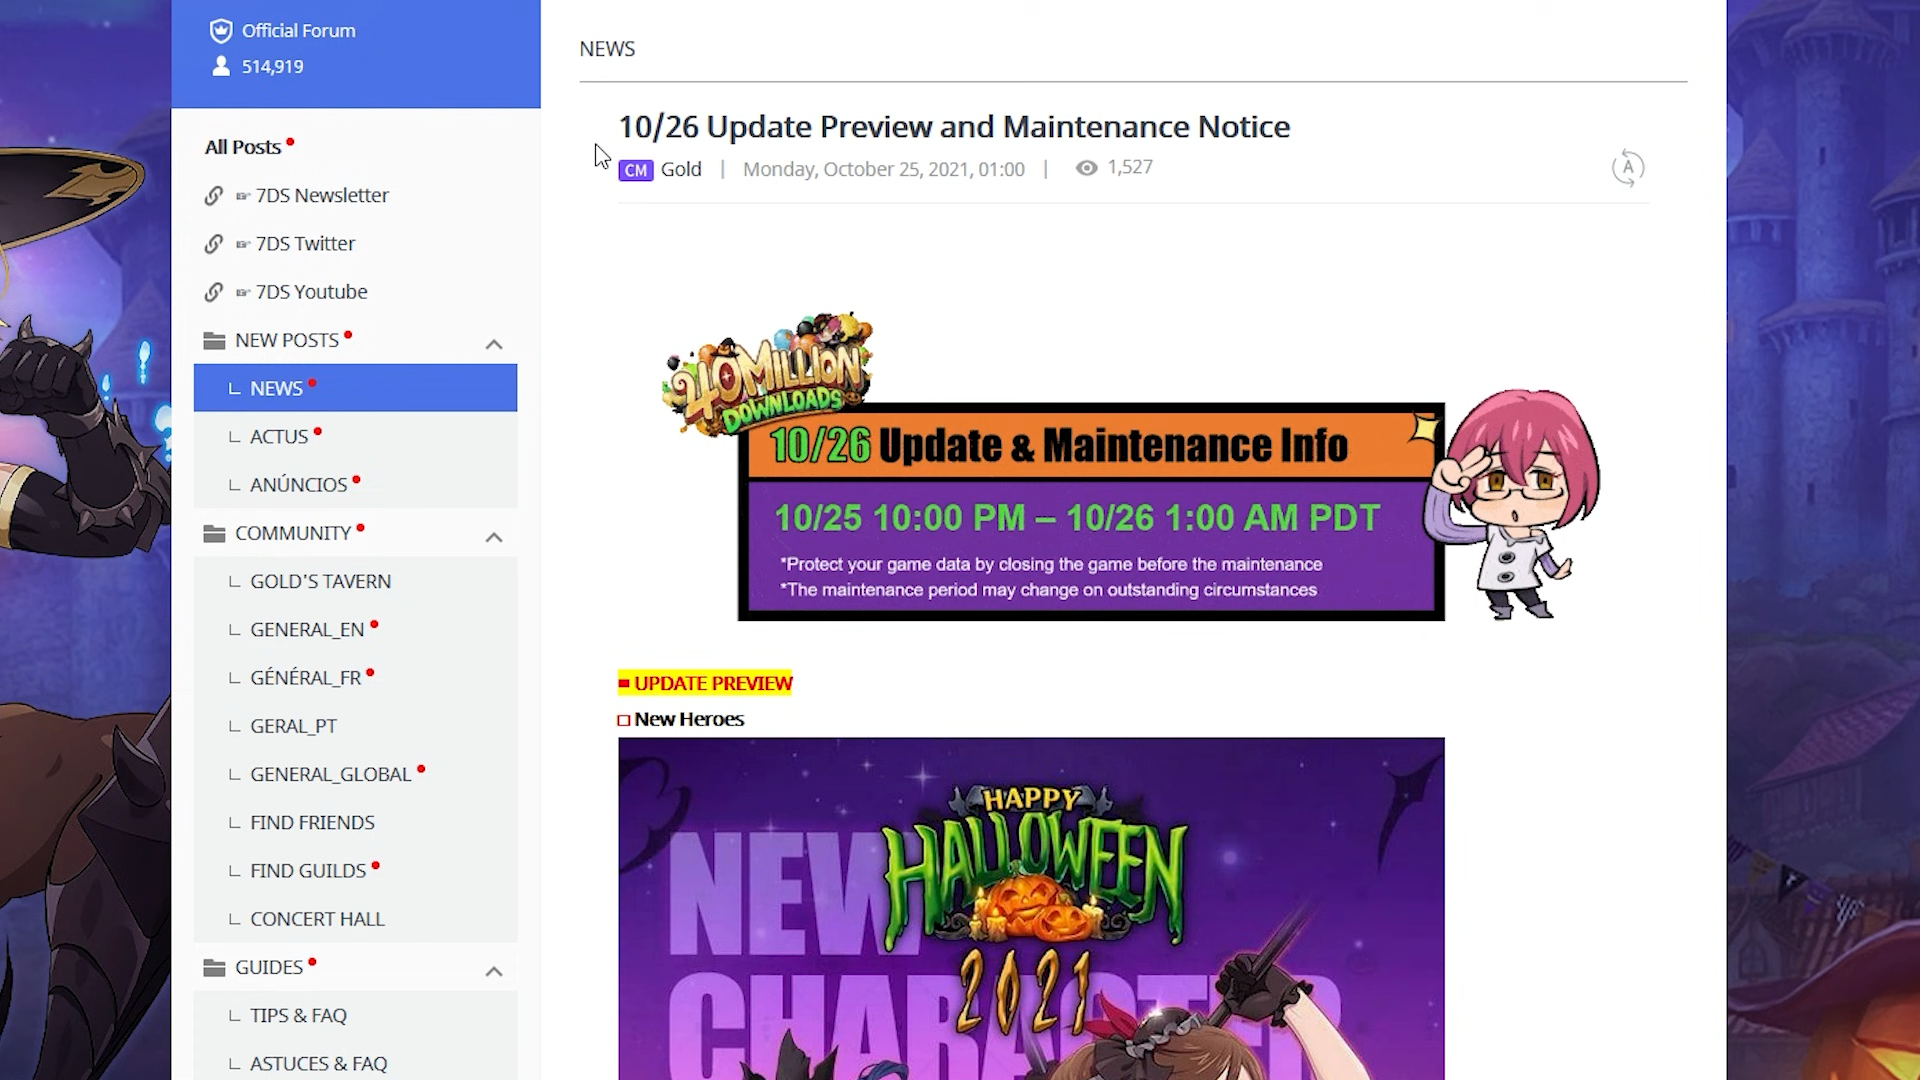 Official Forum
514,919
All Posts
7DS Newsletter
7DS Twitter
7DS Youtube
NEW POSTS
NEWS
ACTUS
ANÚNCIOS
COMMUNITY
GOLD'S TAVERN
GENERAL_EN
GÉNÉRAL_FR
GERAL_PT
GENERAL_GLOBAL
FIND FRIENDS
FIND GUILDS
CONCERT HALL
GUIDES
TIPS & FAQ
ASTUCES & FAQ
NEWS
10/26 Update Preview and Maintenance Notice
CM Gold | Monday, October 25, 2021, 01:00 | 1,527
A
40 MILLION
DOWNLOADS
10/26 Update & Maintenance Info
10/25 10:00 PM – 10/26 1:00 AM PDT
*Protect your game data by closing the game before the maintenance
*The maintenance period may change on outstanding circumstances
UPDATE PREVIEW
New Heroes
HAPPY
HALLOWEEN
2021
NEW
CHARACTER